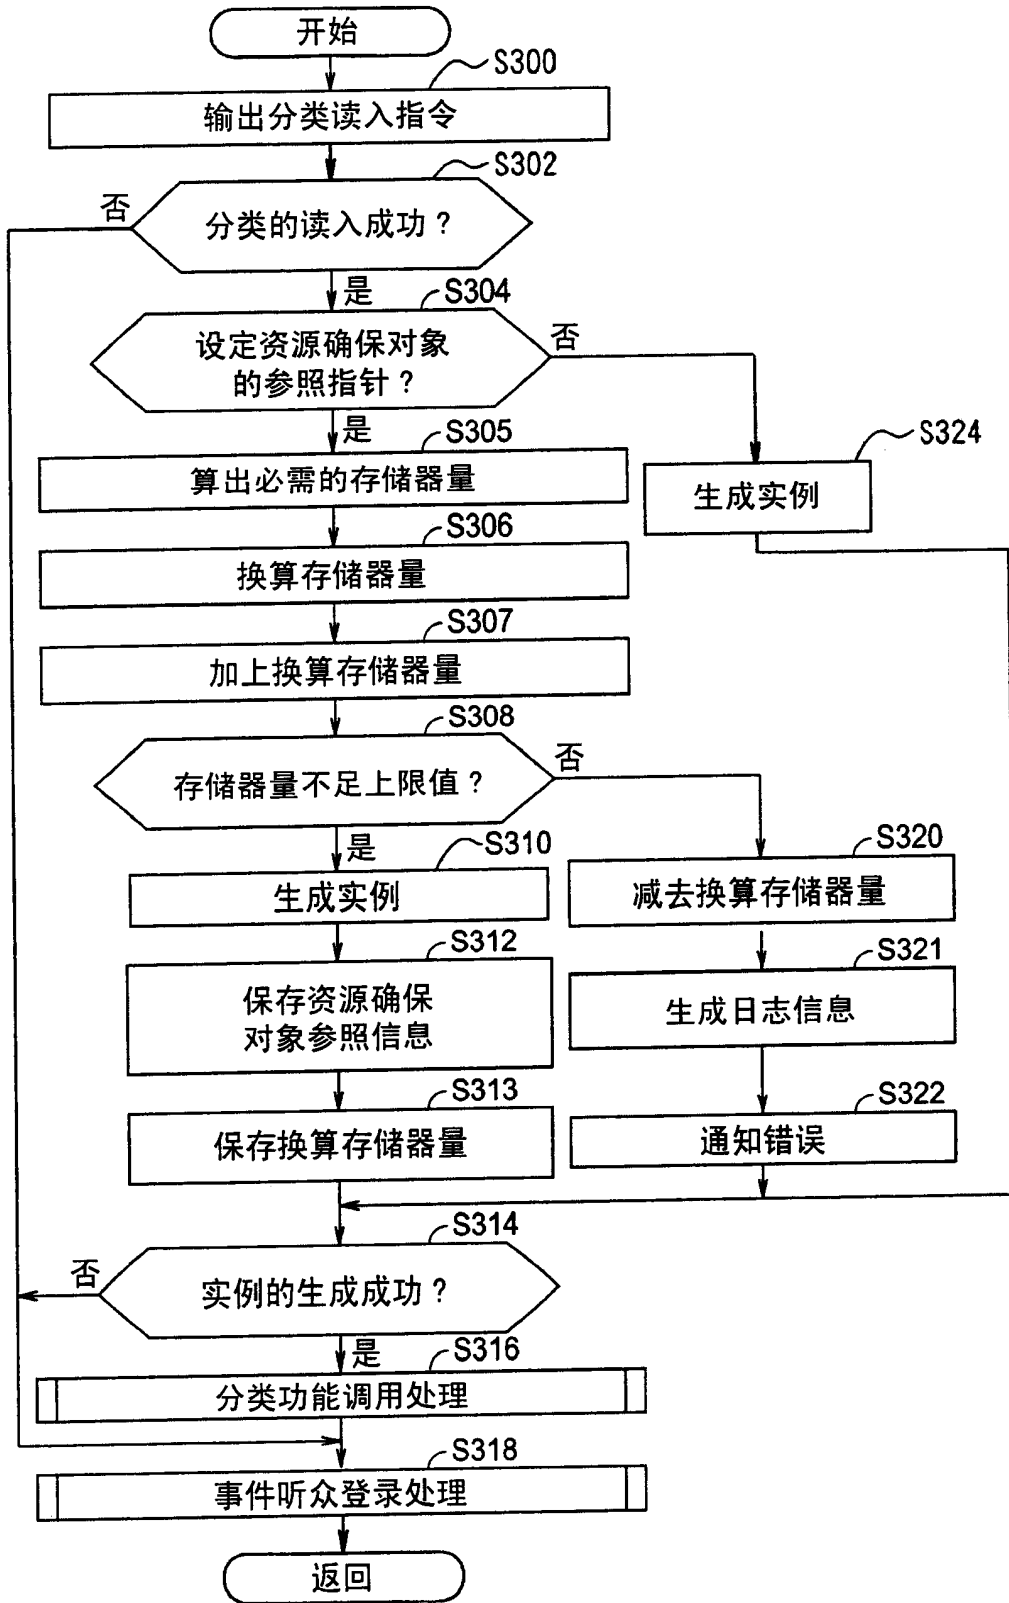 开始
S300
输出分类读入指令
S302
否
分类的读入成功？
是
S304
设定资源确保对象
的参照指针？
否
是
S305
算出必需的存储器量
S324
生成实例
S306
换算存储器量
S307
加上换算存储器量
S308
存储器量不足上限值？
否
是
S310
生成实例
S320
减去换算存储器量
S312
保存资源确保
对象参照信息
S321
生成日志信息
S313
保存换算存储器量
S322
通知错误
S314
否
实例的生成成功？
是
S316
分类功能调用处理
S318
事件听众登录处理
返回